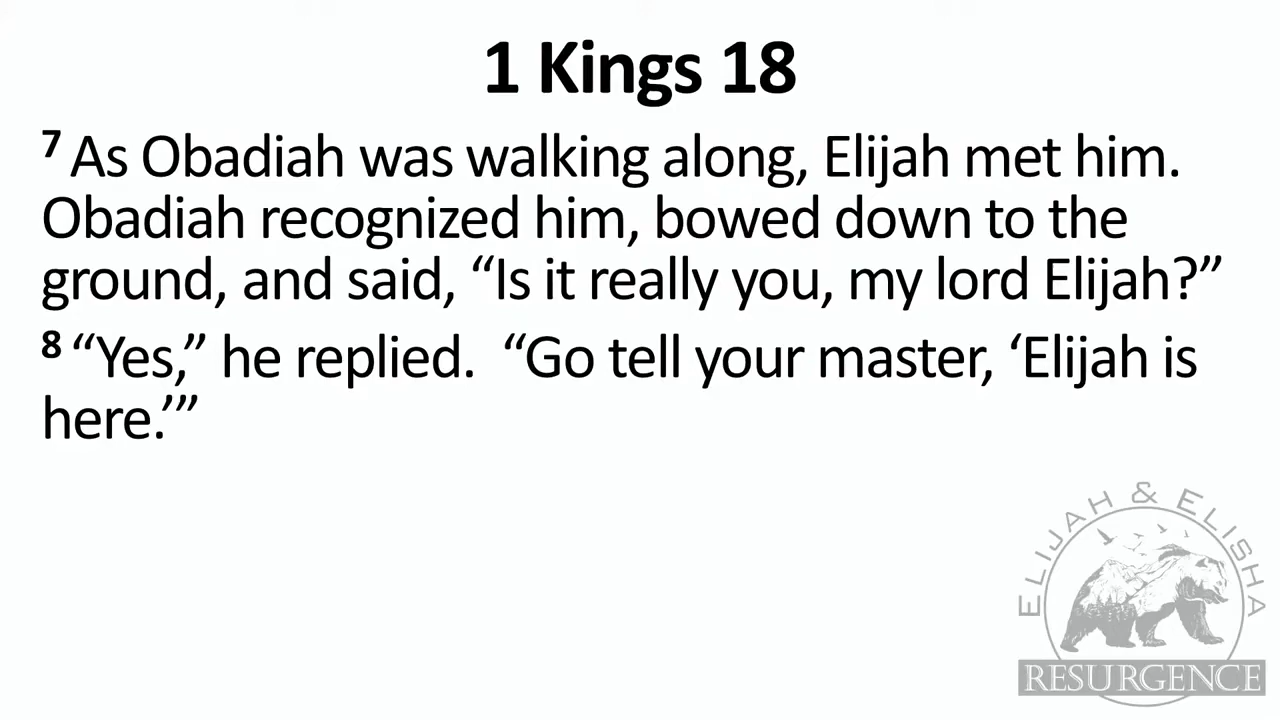 1 Kings 18
7 As Obadiah was walking along, Elijah met him.
Obadiah recognized him, bowed down to the
ground, and said, “Is it really you, my lord Elijah?”
8 “Yes,” he replied.  “Go tell your master, ‘Elijah is
here.’”
ELIJAH & ELISHA
RESURGENCE